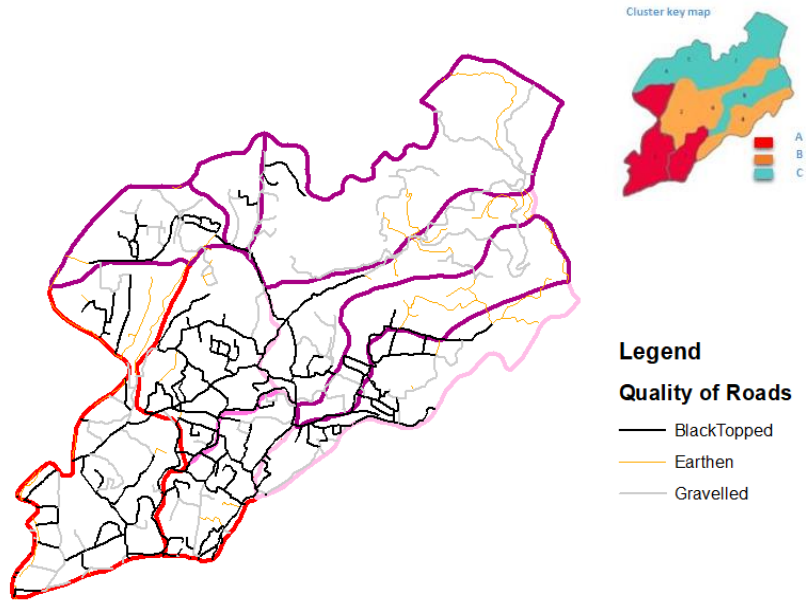 Cluster key map
A
B
C
Legend
Quality of Roads
BlackTopped
Earthen
Gravelled